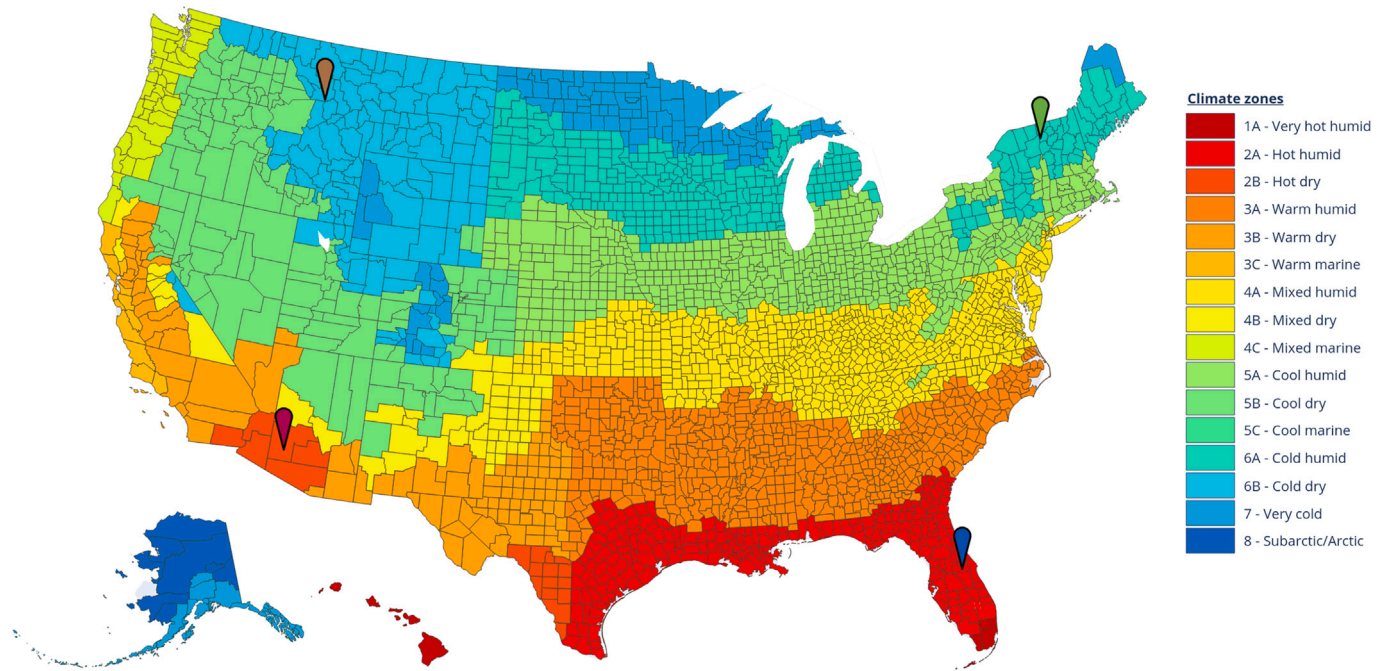 Climate zones
1A - Very hot humid
2A - Hot humid
2B - Hot dry
3A - Warm humid
3B - Warm dry
3C - Warm marine
4A - Mixed humid
4B - Mixed dry
4C - Mixed marine
5A - Cool humid
5B - Cool dry
5C - Cool marine
6A - Cold humid
6B - Cold dry
7 - Very cold
8 - Subarctic/Arctic